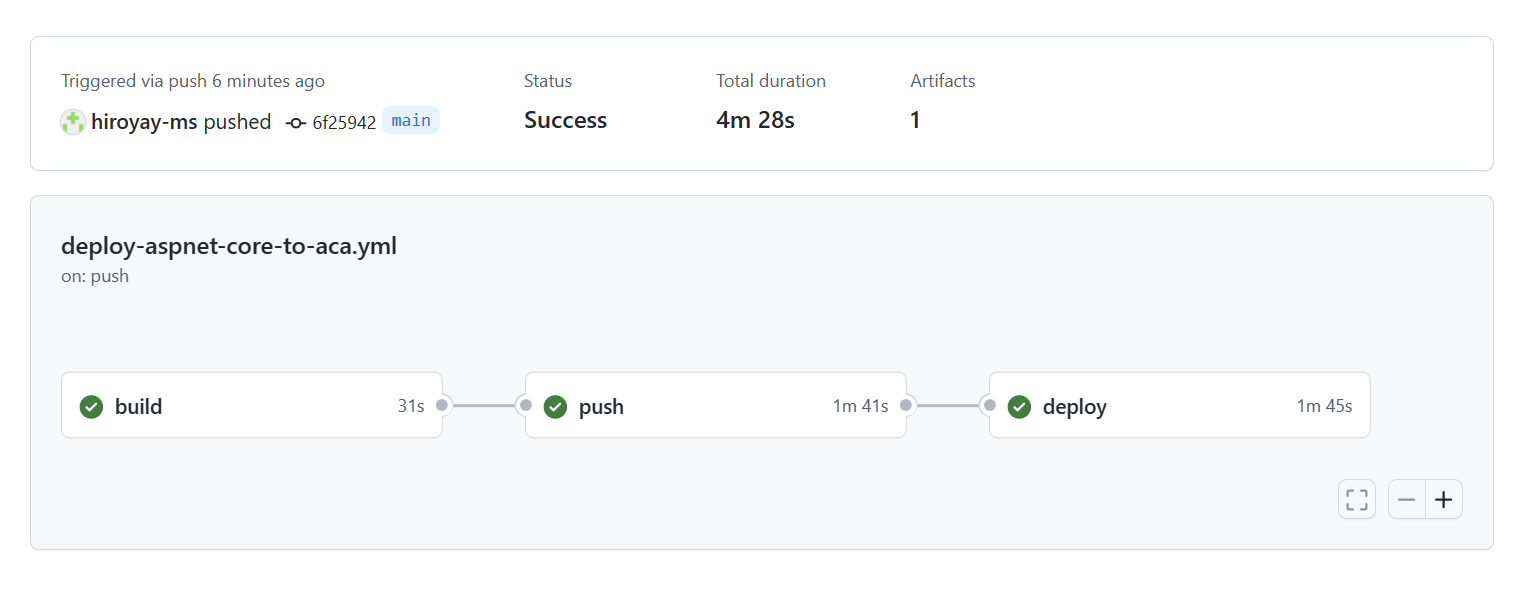 Triggered via push 6 minutes ago
hiroyay-ms pushed 6f25942 main
Status
Success
Total duration
4m 28s
Artifacts
1
deploy-aspnet-core-to-aca.yml
on: push
build 31s
push 1m 41s
deploy 1m 45s